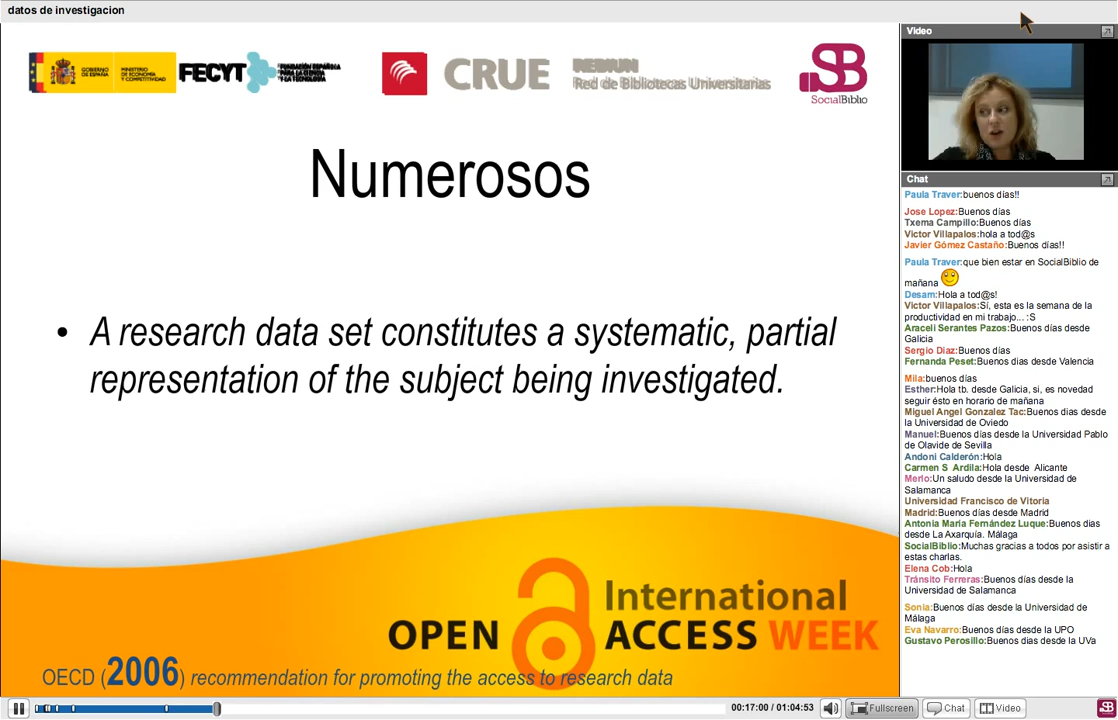 datos de investigacion
GOBIERNO DE ESPAÑA
MINISTERIO DE ECONOMÍA Y COMPETITIVIDAD
FECYT
FUNDACIÓN ESPAÑOLA PARA LA CIENCIA Y LA TECNOLOGÍA
CRUE
REBIUN
Red de Bibliotecas Universitarias
SB
SocialBiblio
Numerosos
• A research data set constitutes a systematic, partial
representation of the subject being investigated.
International
OPEN ACCESS WEEK
OECD (2006) recommendation for promoting the access to research data
Video
Chat
Paula Traver:buenos días!!
Jose Lopez:Buenos días
Txema Campillo:Buenos días
Victor Villapalos:hola a tod@s
Javier Gómez Castaño:Buenos días!!
Paula Traver:que bien estar en SocialBiblio de
mañana
Desam:Hola a tod@s!
Victor Villapalos:Sí, esta es la semana de la
productividad en mi trabajo... :S
Araceli Serantes Pazos:Buenos días desde
Galicia
Sergio Diaz:Buenos días
Fernanda Peset:Buenos dias desde Valencia
Mila:buenos días
Esther:Hola tb. desde Galicia, si, es novedad
seguir ésto en horario de mañana
Miguel Angel Gonzalez Tac:Buenos dias desde
la Universidad de Oviedo
Manuel:Buenos días desde la Universidad Pablo
de Olavide de Sevilla
Andoni Calderón:Hola
Carmen S Ardila:Hola desde Alicante
Merlo:Un saludo desde la Universidad de
Salamanca
Universidad Francisco de Vitoria
Madrid:Buenos días desde Madrid
Antonia Maria Fernández Luque:Buenos dias
desde La Axarquía. Málaga
SocialBiblio:Muchas gracias a todos por asistir a
estas charlas.
Elena Cob:Hola
Tránsito Ferreras:Buenos días desde la
Universidad de Salamanca
Sonia:Buenos días desde la Universidad de
Málaga
Eva Navarro:Buenos días desde la UPO
Gustavo Perosillo:Buenos dias desde la UVa
00:17:00 / 01:04:53
Fullscreen
Chat
Video
SB